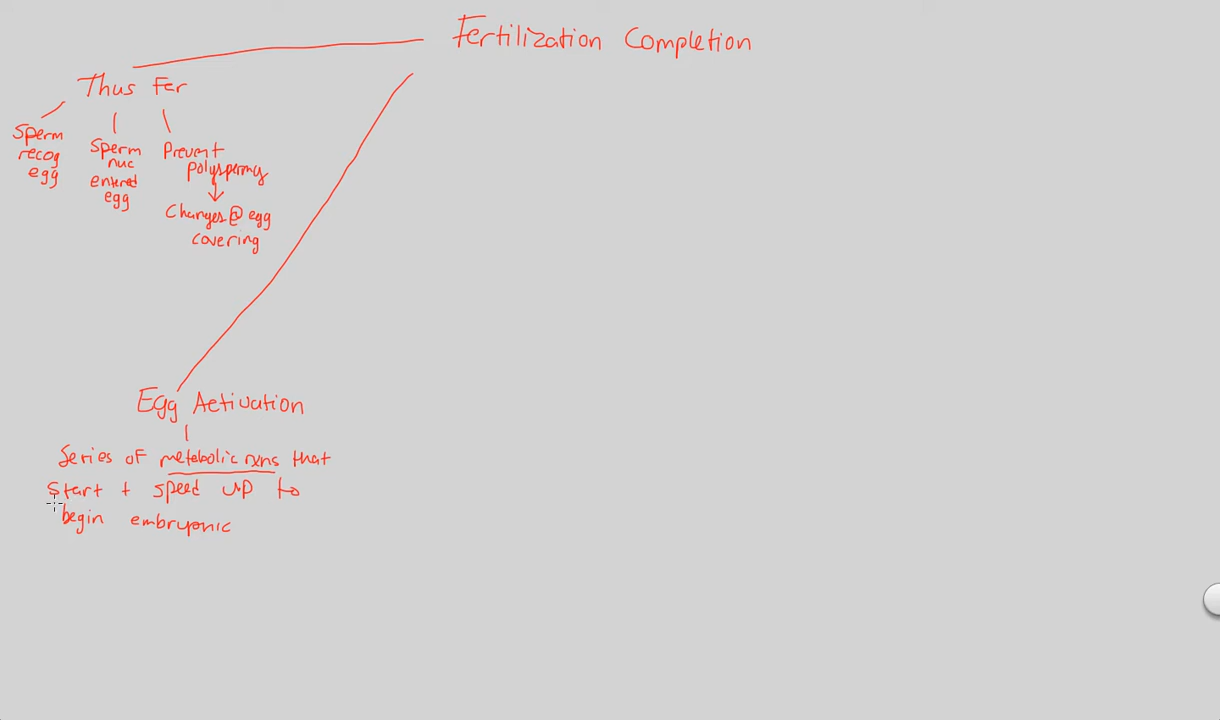 Fertilization Completion
Thus Fer
Sperm
recog
egg
Sperm
nuc
entered
egg
Prevent
polyspermy
Changes@egg
covering
Egg Activation
Series of metabolic rxns that
start + speed up to
begin embryonic